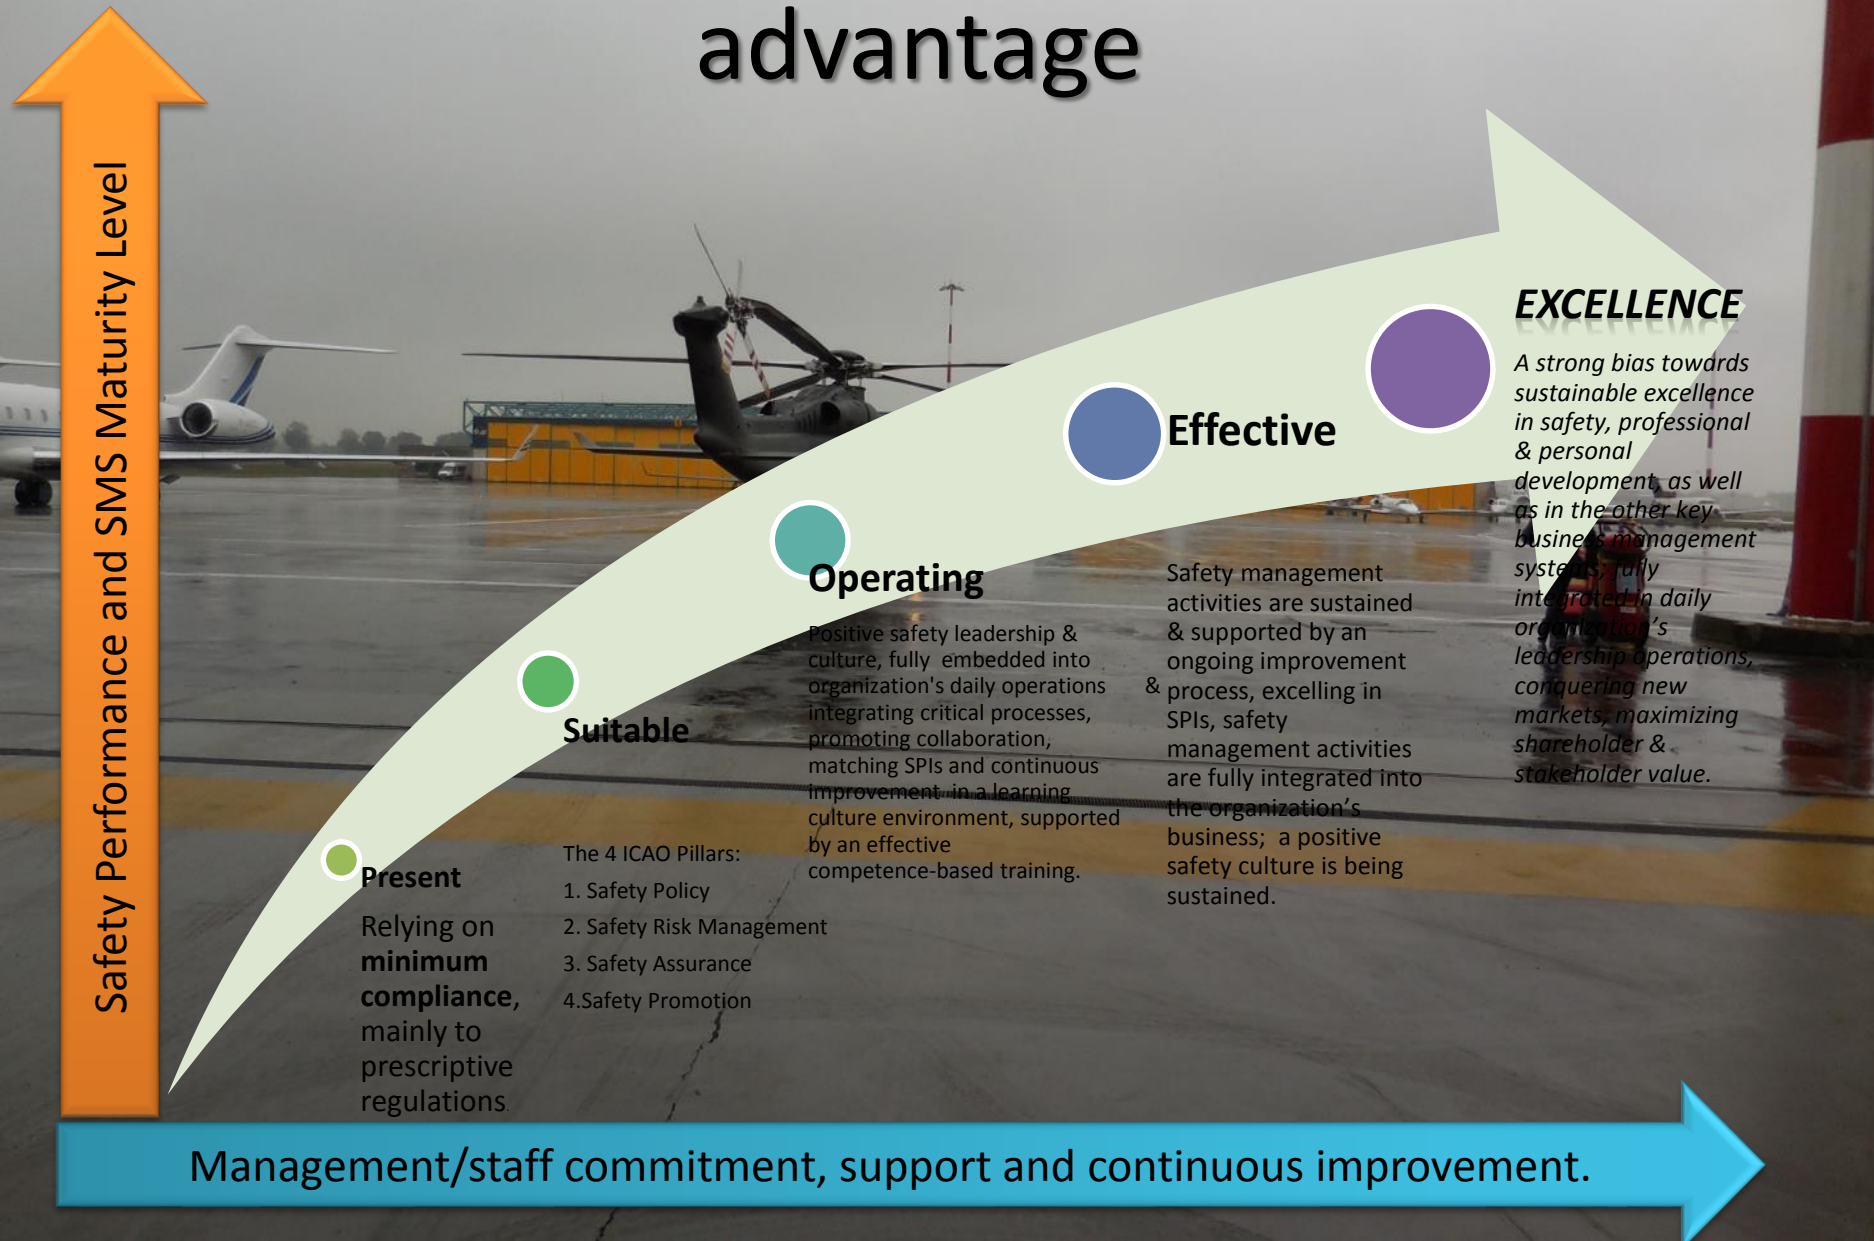 advantage
Safety Performance and SMS Maturity Level
Present
Relying on
minimum
compliance,
mainly to
prescriptive
regulations.
Suitable
The 4 ICAO Pillars:
1. Safety Policy
2. Safety Risk Management
3. Safety Assurance
4.Safety Promotion
Operating
Positive safety leadership &
culture, fully embedded into
organization's daily operations &
integrating critical processes,
promoting collaboration,
matching SPIs and continuous
improvement in a learning
culture environment, supported
by an effective
competence-based training.
Effective
Safety management
activities are sustained
& supported by an
ongoing improvement
process, excelling in
SPIs, safety
management activities
are fully integrated into
the organization's
business; a positive
safety culture is being
sustained.
EXCELLENCE
A strong bias towards
sustainable excellence
in safety, professional
& personal
development, as well
as in the other key
business management
systems; fully
integrated in daily
organization's
leadership operations,
conquering new
markets, maximizing
shareholder &
stakeholder value.
Management/staff commitment, support and continuous improvement.